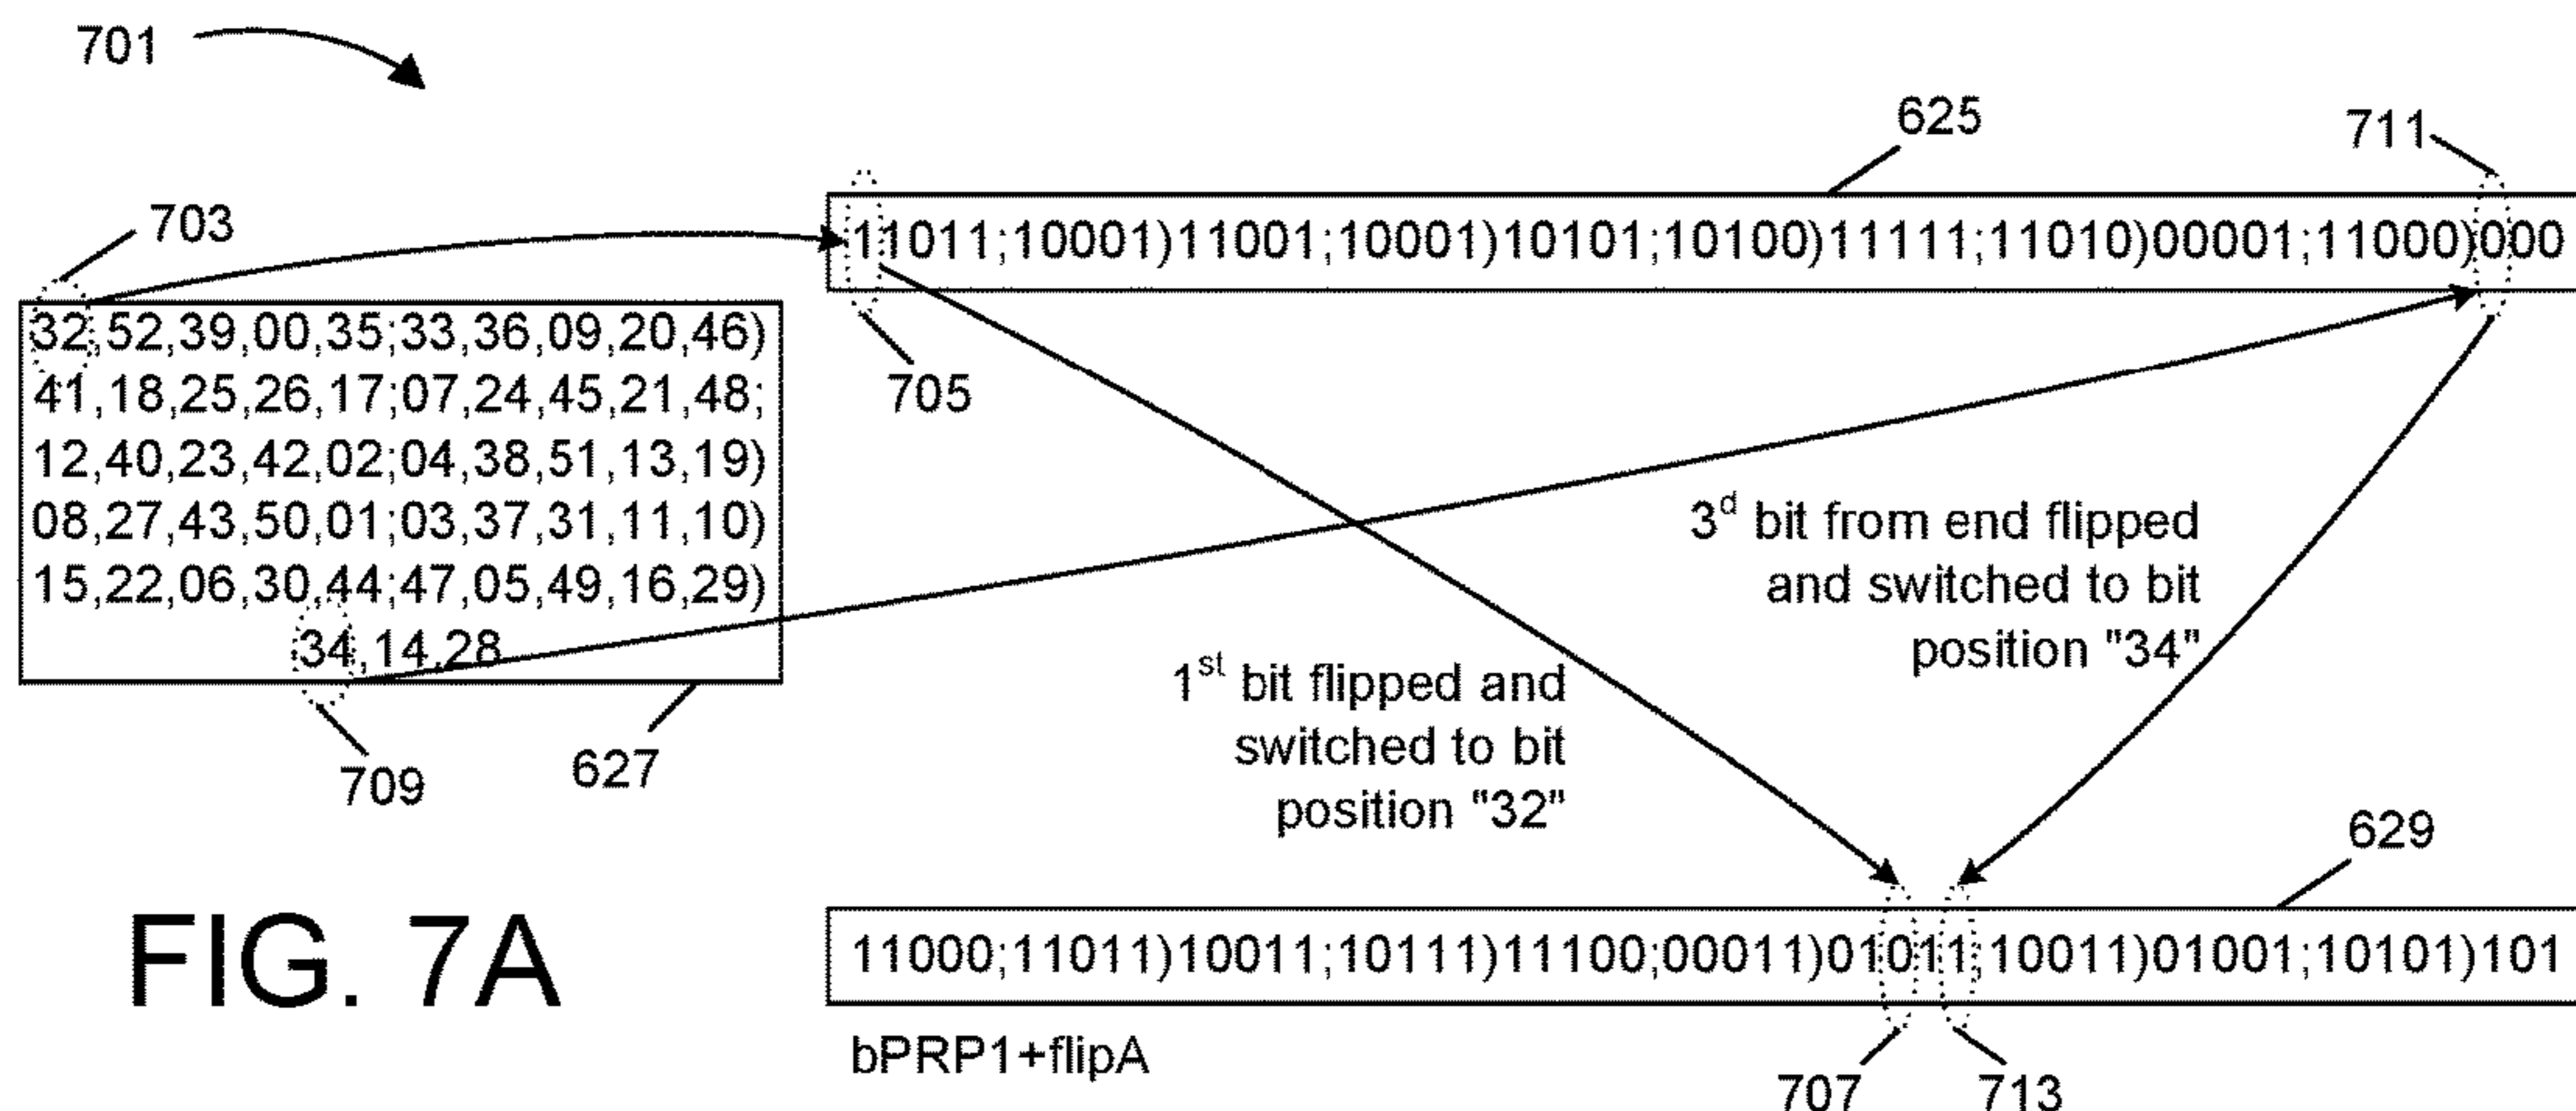 701
625
711
703
11011;10001)11001;10001)10101;10100)11111;11010)00001;11000)000
32,52,39,00,35;33,36,09,20,46)
41,18,25,26,17;07,24,45,21,48;
12,40,23,42,02;04,38,51,13,19)
08,27,43,50,01;03,37,31,11,10)
15,22,06,30,44;47,05,49,16,29)
34,14,28
705
3d bit from end flipped
and switched to bit
position "34"
1st bit flipped and
switched to bit
position "32"
709
627
629
FIG. 7A
11000;11011)10011;10111)11100;00011)01011;10011)01001;10101)101
bPRP1+flipA
707
713